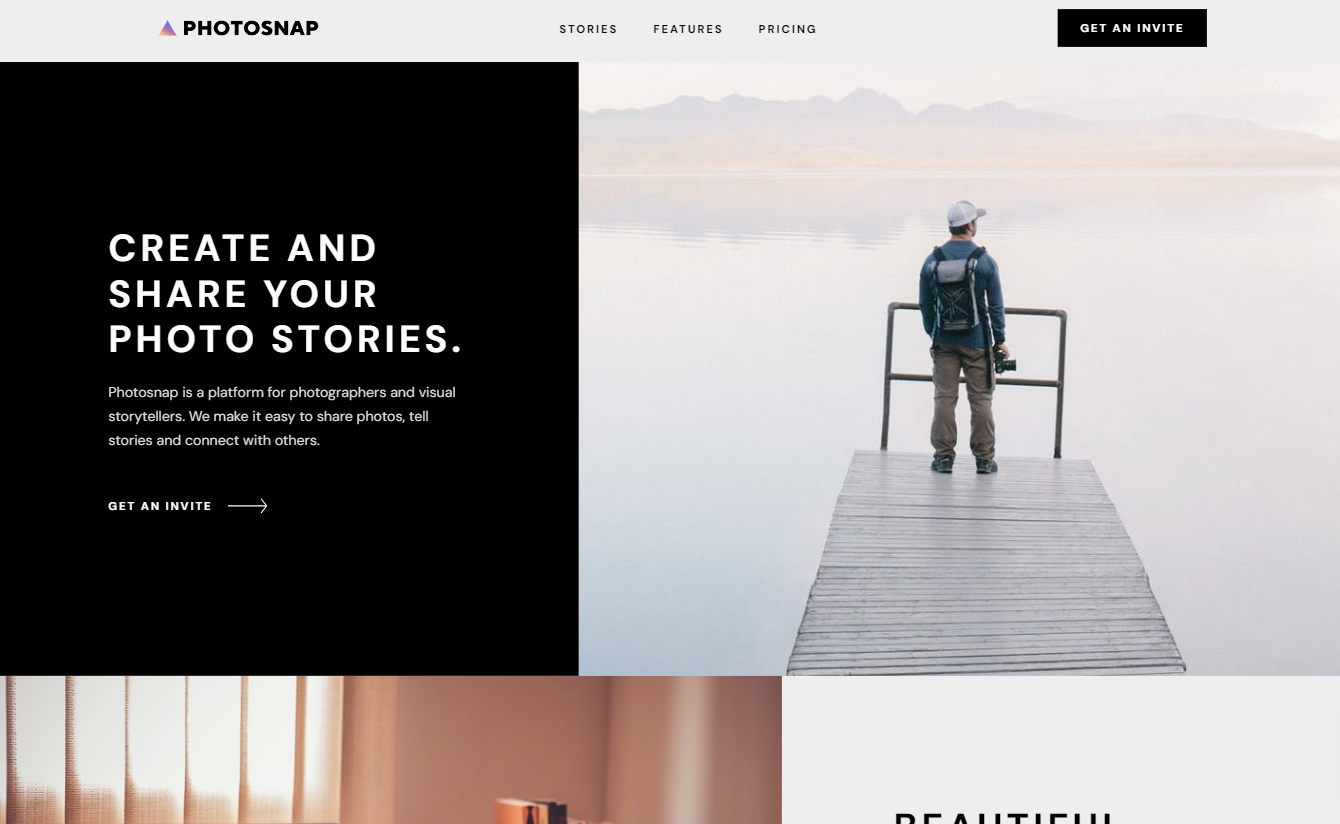 PHOTOSNAP
STORIES FEATURES PRICING
GET AN INVITE
CREATE AND
SHARE YOUR
PHOTO STORIES.
Photosnap is a platform for photographers and visual
storytellers. We make it easy to share photos, tell
stories and connect with others.
GET AN INVITE
BEAUTIFUL